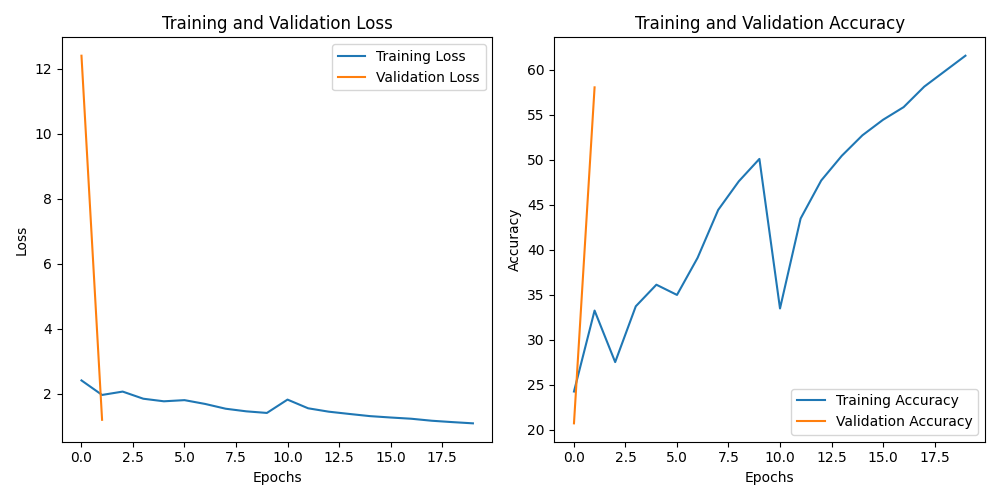 Training and Validation Loss
Training Loss
Validation Loss
12
10
8
6
4
2
Loss
0.0 2.5 5.0 7.5 10.0 12.5 15.0 17.5
Epochs
Training and Validation Accuracy
60
55
50
45
40
35
30
25
20
Accuracy
Training Accuracy
Validation Accuracy
0.0 2.5 5.0 7.5 10.0 12.5 15.0 17.5
Epochs